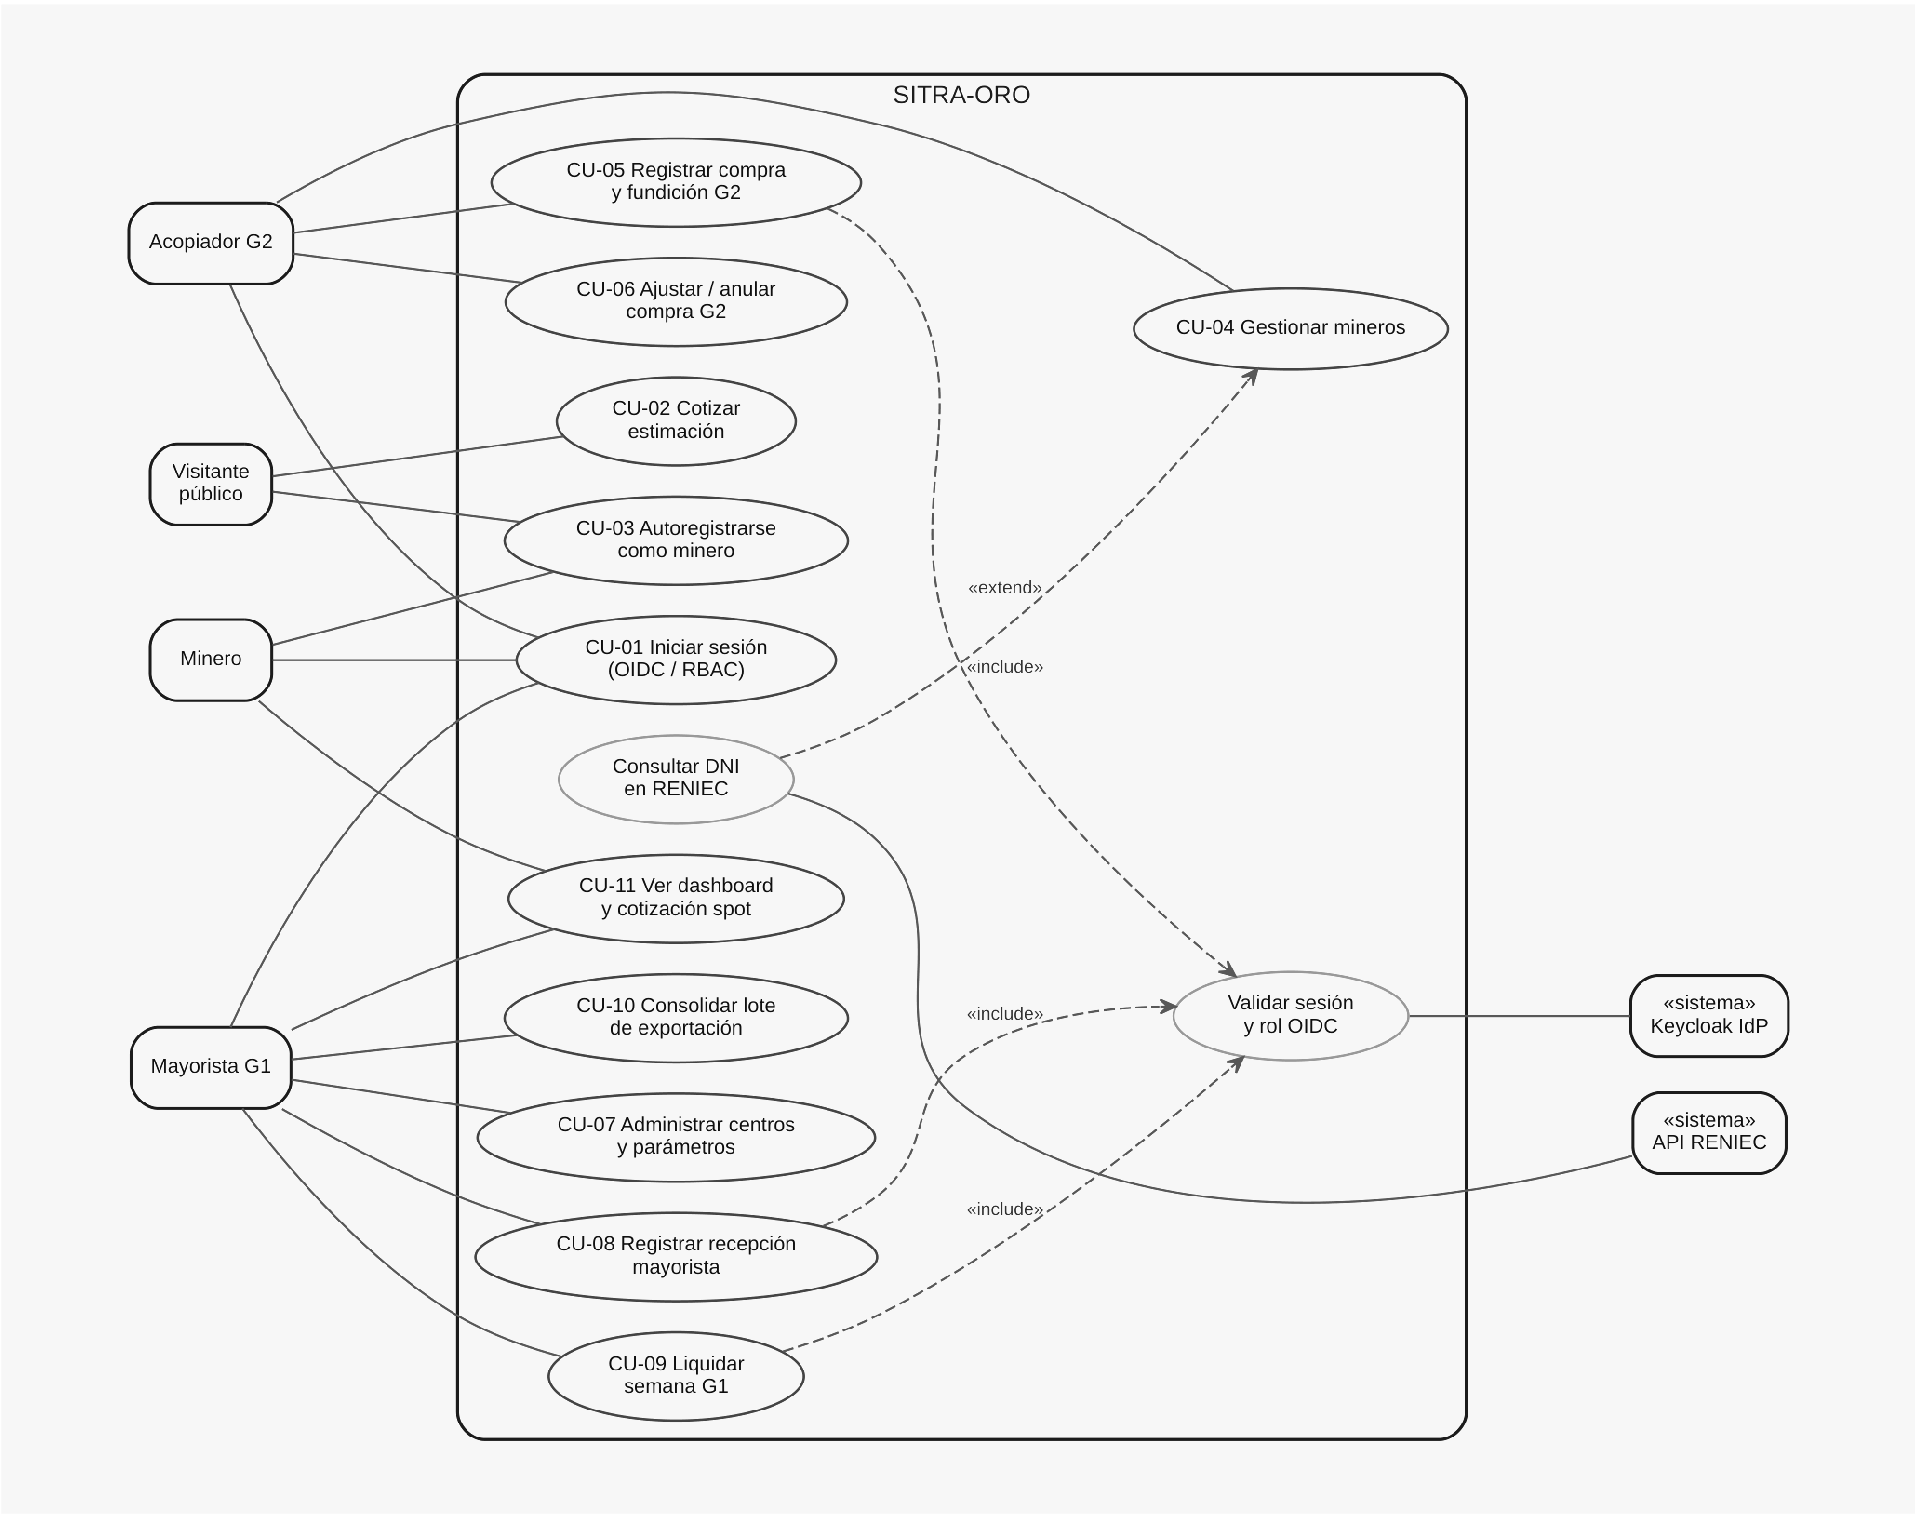 SITRA-ORO
CU-05 Registrar compra
y fundición G2
Acopiador G2
CU-06 Ajustar / anular
compra G2
CU-04 Gestionar mineros
CU-02 Cotizar
estimación
Visitante
público
CU-03 Autoregistrarse
como minero
«extend»
Minero
CU-01 Iniciar sesión
(OIDC / RBAC)
«include»
Consultar DNI
en RENIEC
CU-11 Ver dashboard
y cotización spot
CU-10 Consolidar lote
de exportación
«include»
Validar sesión
y rol OIDC
«sistema»
Keycloak IdP
Mayorista G1
CU-07 Administrar centros
y parámetros
«sistema»
API RENIEC
CU-08 Registrar recepción
mayorista
«include»
CU-09 Liquidar
semana G1